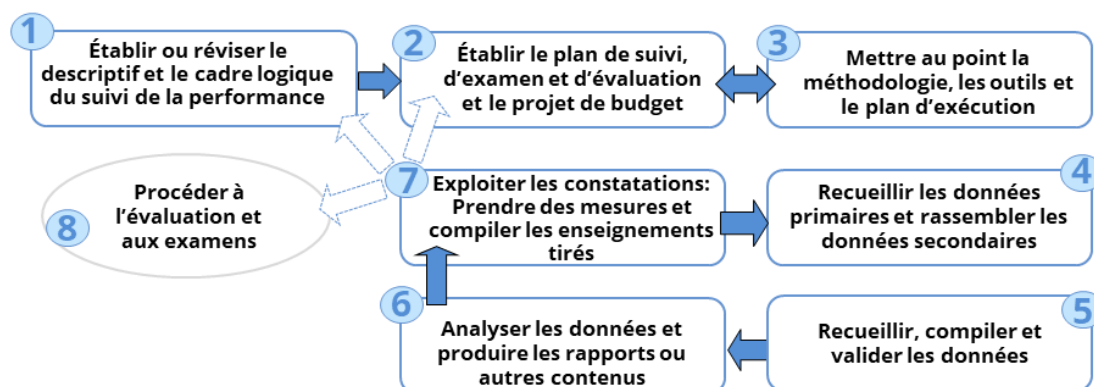 1
Établir ou réviser le
descriptif et le cadre logique
du suivi de la performance
2
Établir le plan de suivi,
d’examen et d’évaluation
et le projet de budget
3
Mettre au point la
méthodologie, les outils et
le plan d’exécution
8
Procéder à
l’évaluation et
aux examens
7
Exploiter les constatations:
Prendre des mesures et
compiler les enseignements
tirés
4
Recueillir les données
primaires et rassembler les
données secondaires
6
Analyser les données et
produire les rapports ou
autres contenus
5
Recueillir, compiler et
valider les données